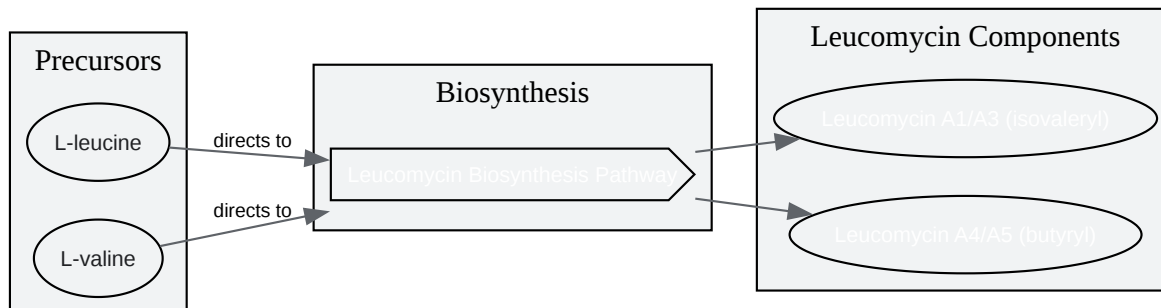 Precursors
L-leucine
L-valine
directs to
directs to
Biosynthesis
Leucomycin Biosynthesis Pathway
Leucomycin Components
Leucomycin A1/A3 (isovaleryl)
Leucomycin A4/A5 (butyryl)